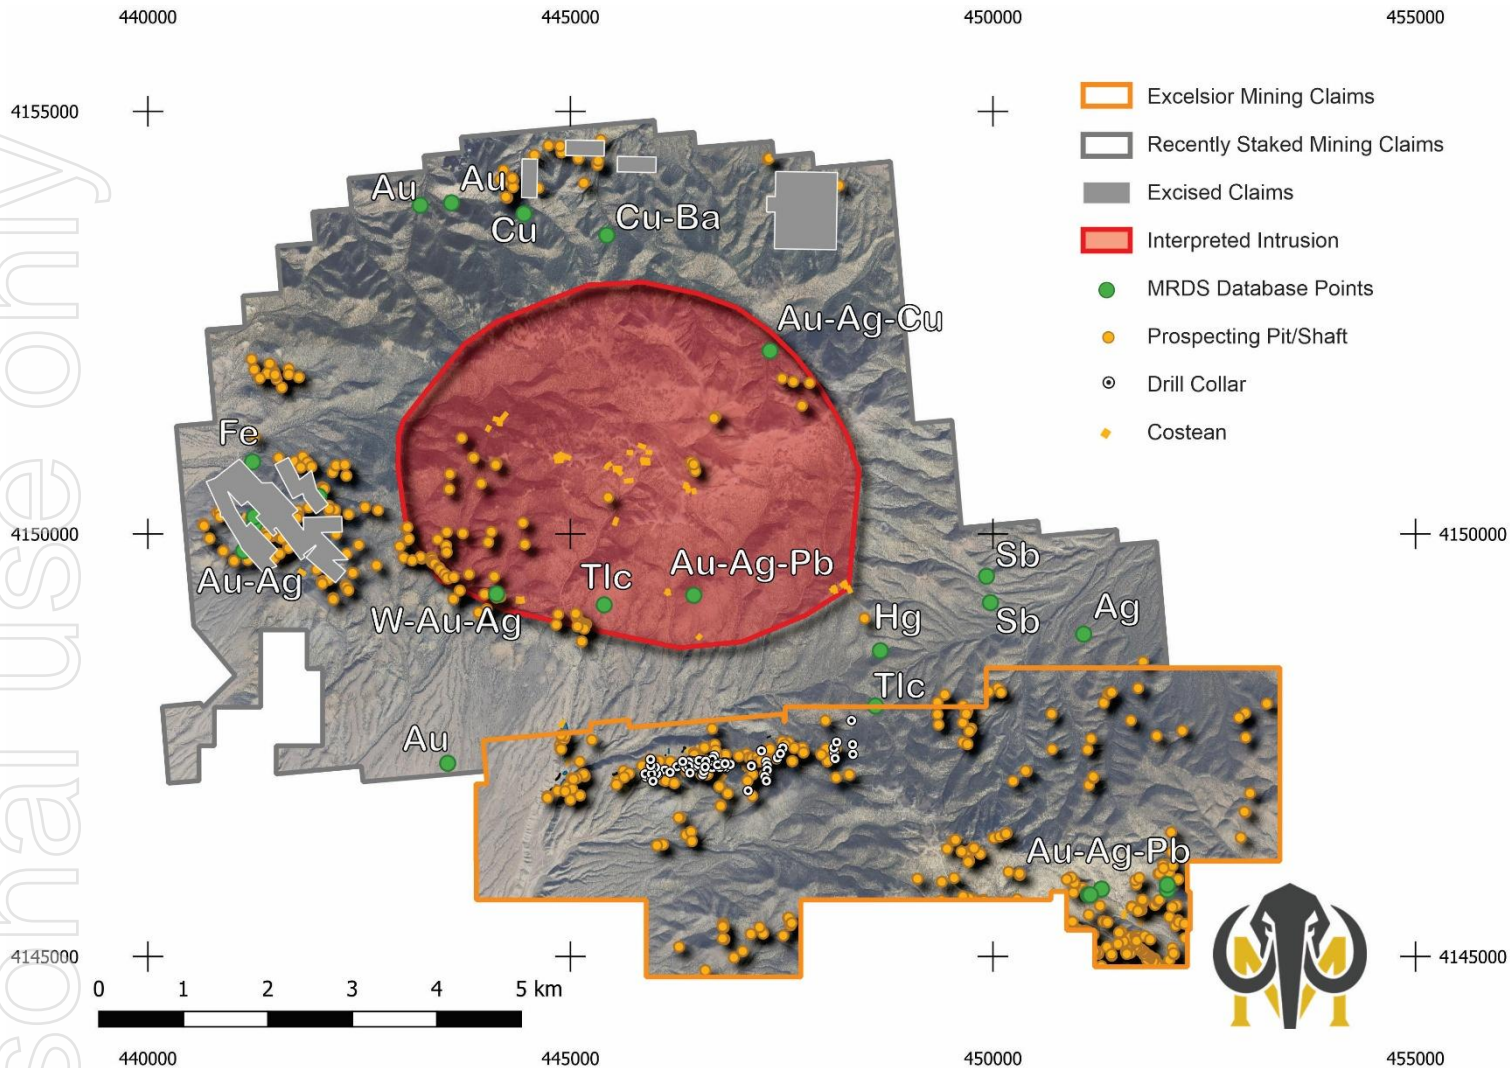 440000
445000
450000
455000
4155000
Excelsior Mining Claims
Recently Staked Mining Claims
Excised Claims
Interpreted Intrusion
MRDS Database Points
Prospecting Pit/Shaft
Drill Collar
Costean
Au
Au
Cu
Cu-Ba
Au-Ag-Cu
Fe
4150000
4150000
Au-Ag
W-Au-Ag
Tlc
Au-Ag-Pb
Sb
Sb
Hg
Ag
Tlc
Au
Au-Ag-Pb
4145000
4145000
0 1 2 3 4 5 km
440000
445000
450000
455000
sonal use only